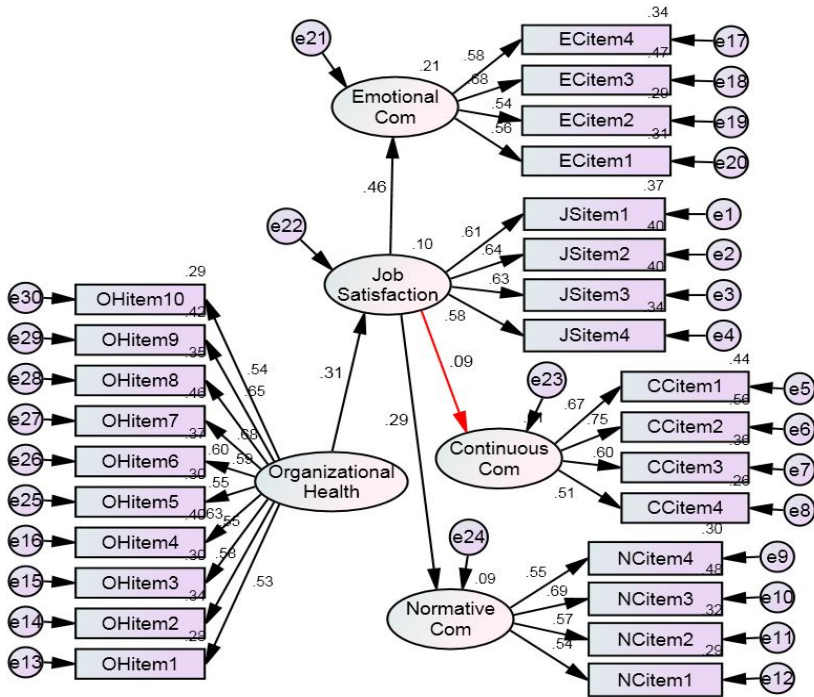 .34
e21
.58
ECitem4
e17
.47
.21
.68
ECitem3
e18
.29
Emotional
Com
.54
ECitem2
e19
.31
.56
ECitem1
e20
.46
.37
e22
.10
.61
JSitem1
e1
.40
.64
JSitem2
e2
.40
Job
Satisfaction
.63
JSitem3
e3
.34
.58
JSitem4
e4
.29
e30
OHitem10
.42
e29
OHitem9
.35
e28
OHitem8
.46
e27
OHitem7
.37
e26
OHitem6
.30
e25
OHitem5
.40
e16
OHitem4
.30
e15
OHitem3
.34
e14
OHitem2
.28
e13
OHitem1
.54
.65
.68
.60
.59
.55
.63
.55
.58
.53
Organizational
Health
.31
.29
.09
.44
e23
.67
CCitem1
e5
.56
.75
CCitem2
e6
.36
Continuous
Com
.60
CCitem3
e7
.26
.51
CCitem4
e8
.30
e24
.09
.55
NCitem4
e9
.48
.69
NCitem3
e10
.32
Normative
Com
.57
NCitem2
e11
.29
.54
NCitem1
e12